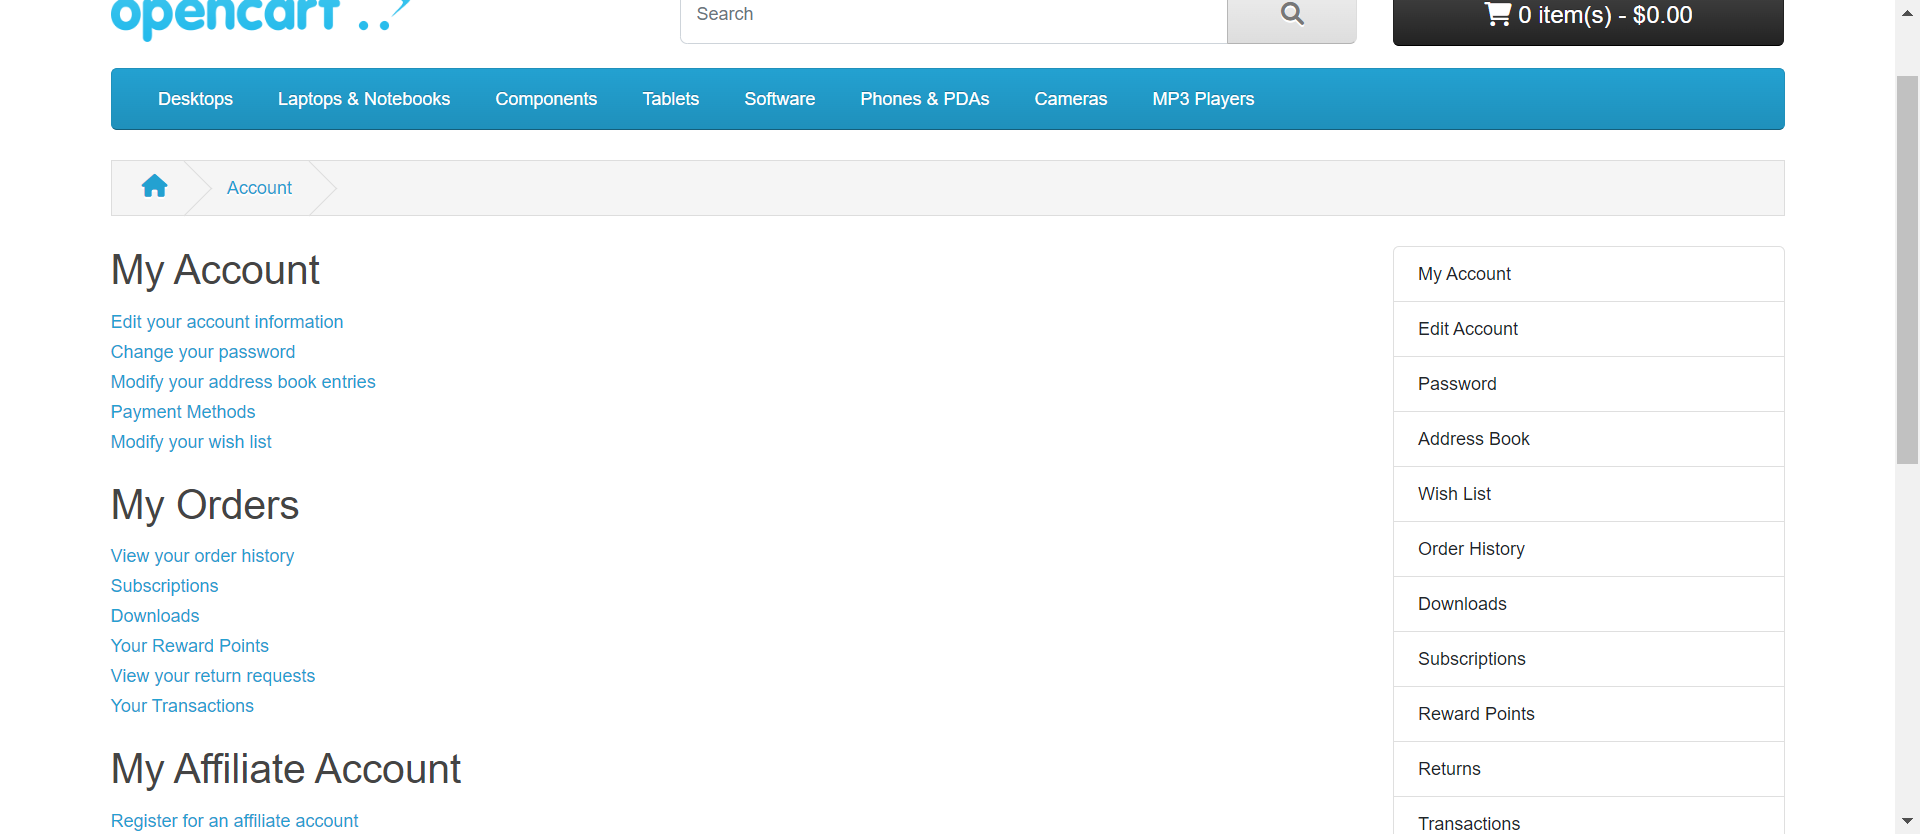 opencart
Search
0 item(s) - $0.00
Desktops
Laptops & Notebooks
Components
Tablets
Software
Phones & PDAs
Cameras
MP3 Players
Account
My Account
Edit your account information
Change your password
Modify your address book entries
Payment Methods
Modify your wish list
My Orders
View your order history
Subscriptions
Downloads
Your Reward Points
View your return requests
Your Transactions
My Affiliate Account
Register for an affiliate account
My Account
Edit Account
Password
Address Book
Wish List
Order History
Downloads
Subscriptions
Reward Points
Returns
Transactions